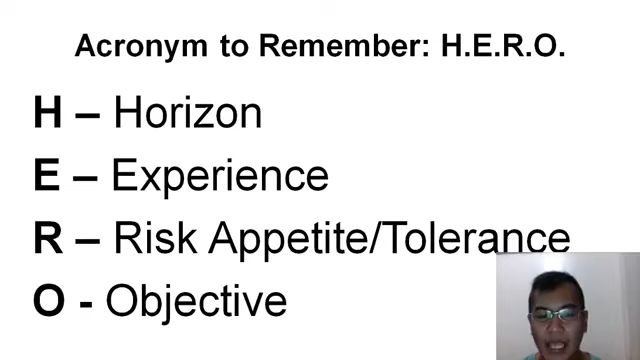 Acronym to Remember: H.E.R.O.
H – Horizon
E – Experience
R – Risk Appetite/Tolerance
O - Objective